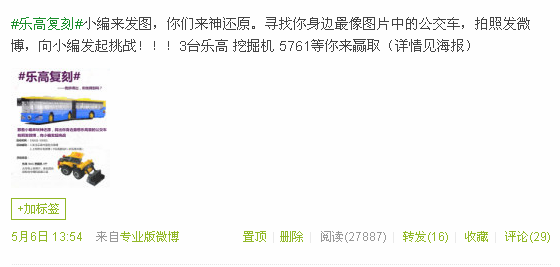 #乐高复刻#小编来发图，你们来神还原。寻找你身边最像图片中的公交车，拍照发微
博，向小编发起挑战！！！3台乐高 挖掘机 5761等你来赢取（详情见海报）
#乐高复刻#
+加标签
5月6日 13:54 来自专业版微博 置顶 删除 阅读(27887) 转发(16) 收藏 评论(29)